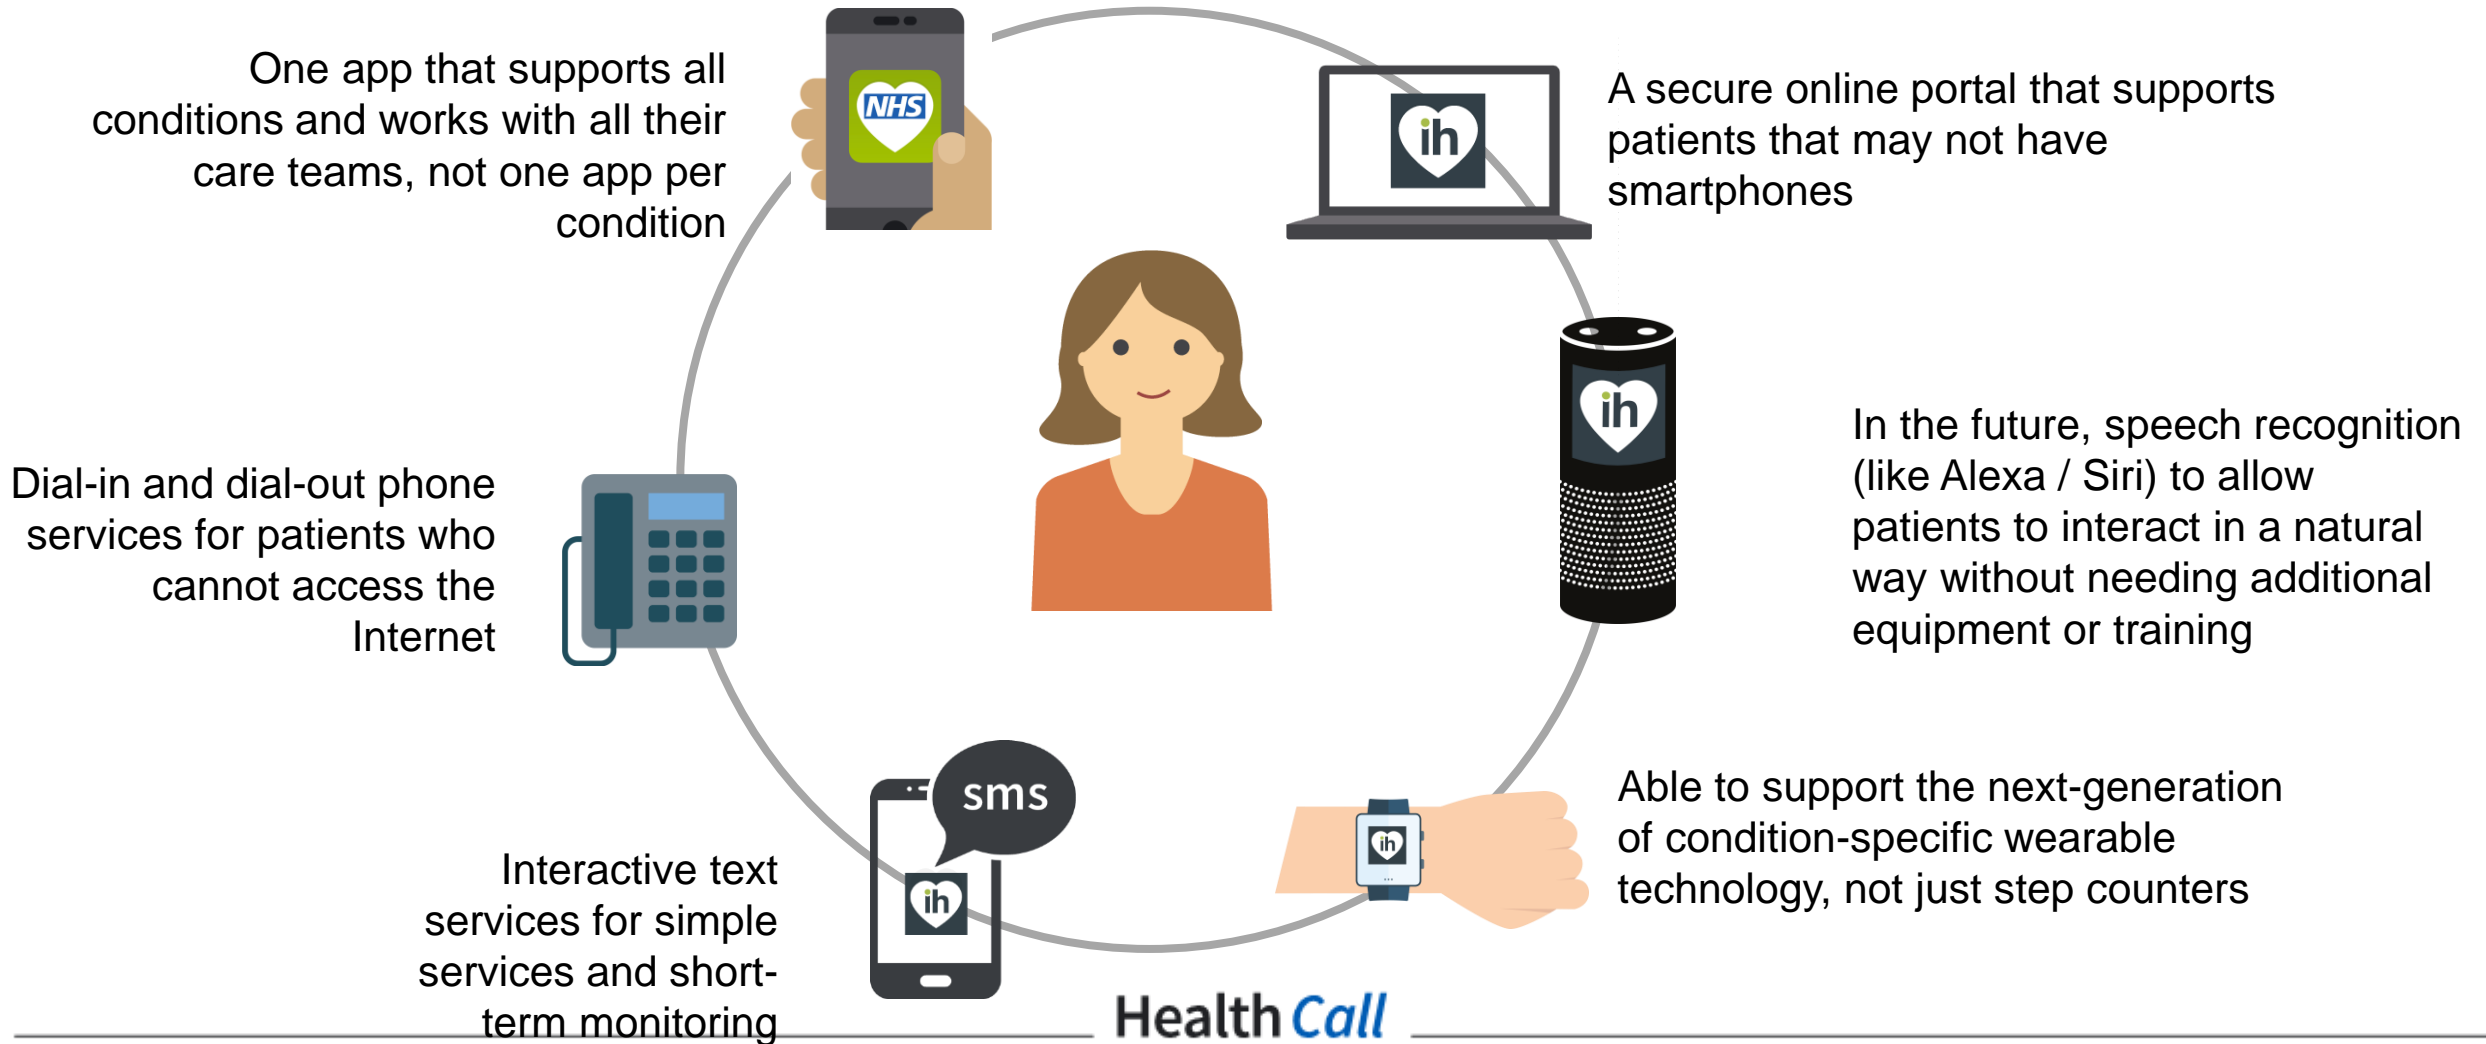 One app that supports all
conditions and works with all their
care teams, not one app per
condition
NHS
ih
A secure online portal that supports
patients that may not have
smartphones
ih
In the future, speech recognition
(like Alexa / Siri) to allow
patients to interact in a natural
way without needing additional
equipment or training
Dial-in and dial-out phone
services for patients who
cannot access the
Internet
sms
ih
Interactive text
services for simple
services and short-
term monitoring
ih
Able to support the next-generation
of condition-specific wearable
technology, not just step counters
Health Call